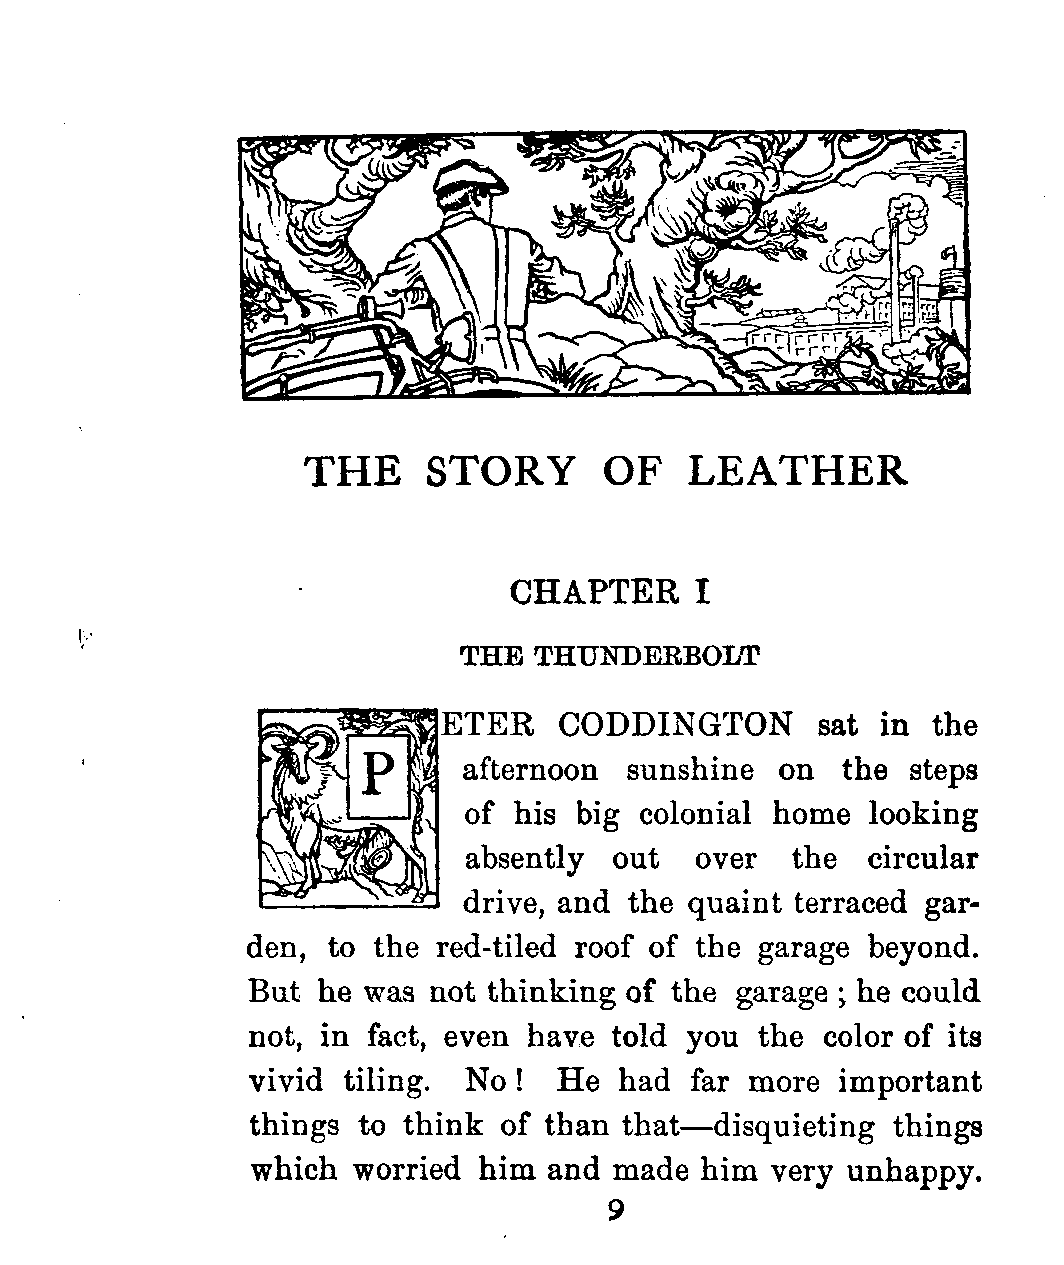 THE STORY OF LEATHER
CHAPTER I
THE THUNDERBOLT
PETER CODDINGTON sat in the
afternoon sunshine on the steps
of his big colonial home looking
absently out over the circular
drive, and the quaint terraced gar-
den, to the red-tiled roof of the garage beyond.
But he was not thinking of the garage ; he could
not, in fact, even have told you the color of its
vivid tiling. No ! He had far more important
things to think of than that—disquieting things
which worried him and made him very unhappy.
9